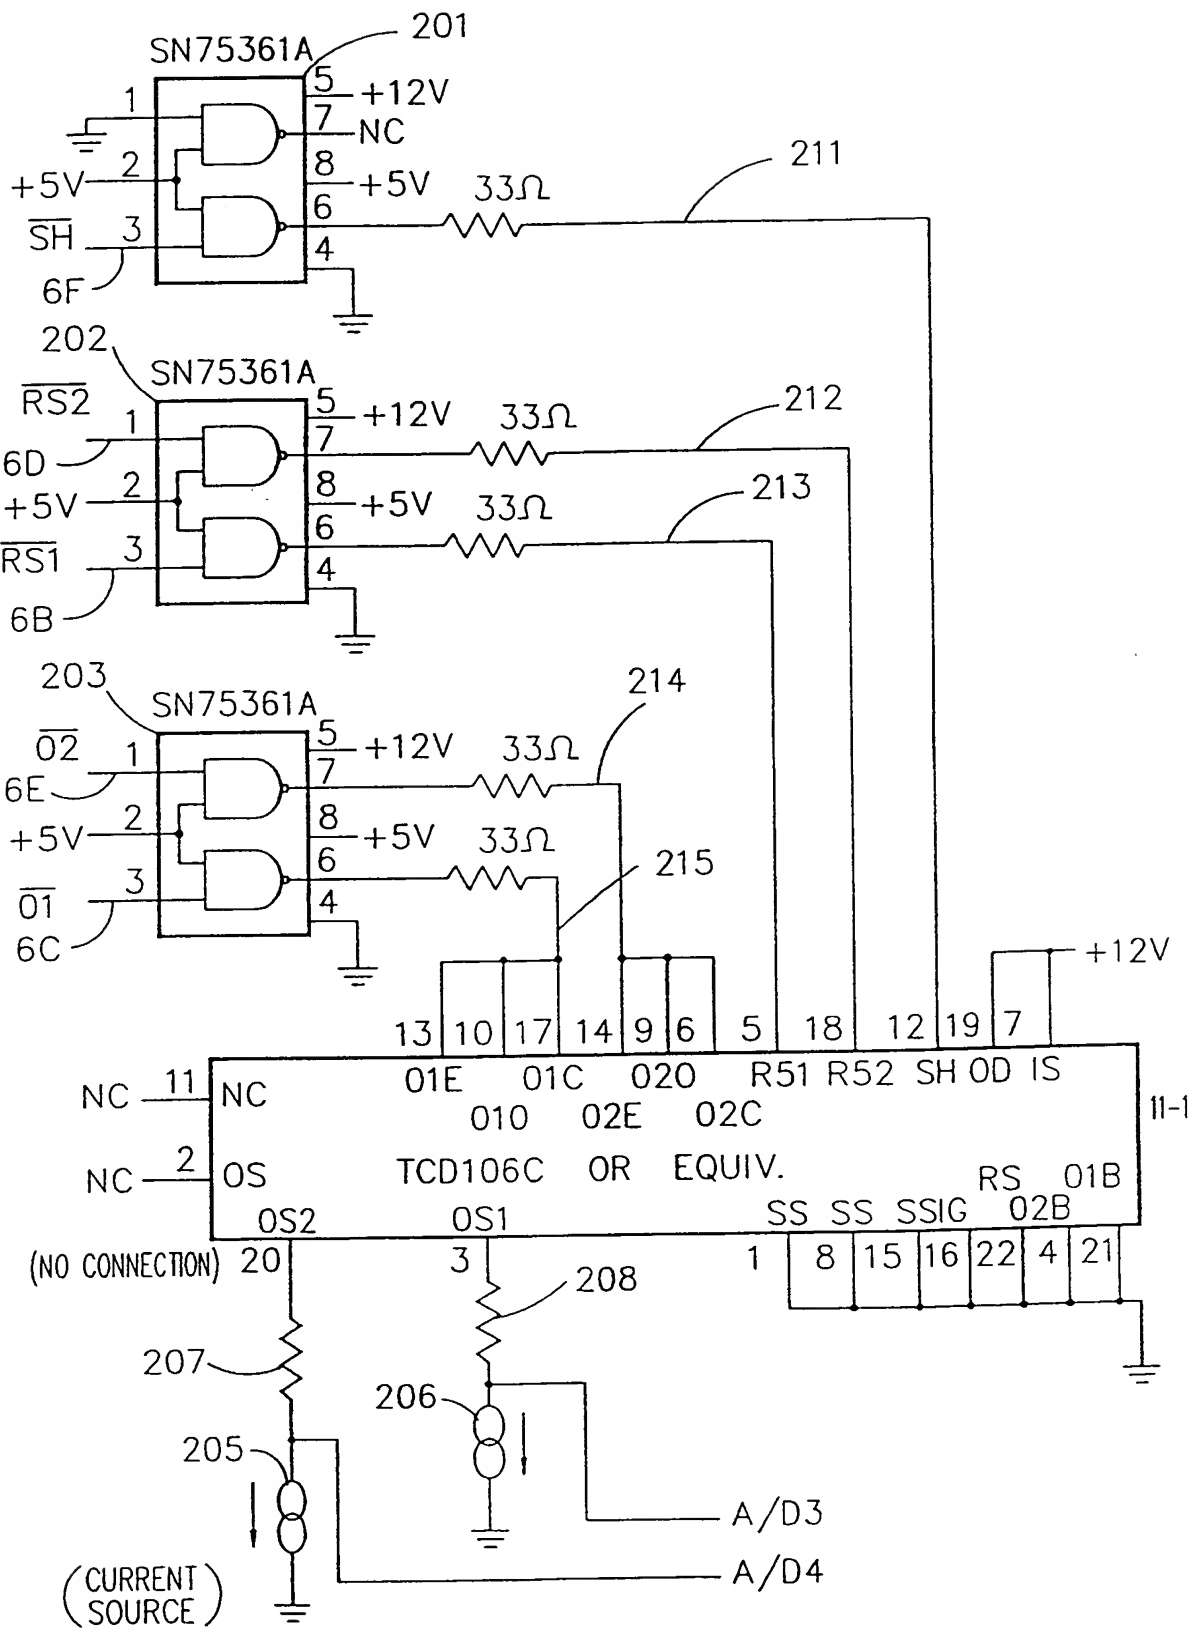 201
SN75361A
5
+12V
1
7
NC
2
8
+5V
+5V
33Ω
211
SH
3
6
4
6F
202
SN75361A
RS2
5
+12V
33Ω
212
1
7
6D
2
8
+5V
+5V
33Ω
213
RS1
3
6
4
6B
203
SN75361A
214
O2
5
+12V
33Ω
1
7
6E
2
8
+5V
+5V
33Ω
215
O1
3
6
4
6C
+12V
13 10 17 14 9 6 5 18 12 19 7
O1E O1C O2O R51 R52 SH OD IS
NC 11 NC
11-1
O1O O2E O2C
NC 2 OS
TCD106C OR EQUIV.
RS O1B
OS2 OS1 SS SS SSIG O2B
(NO CONNECTION) 20 3 1 8 15 16 22 4 21
208
207
206
205
A/D3
A/D4
(CURRENT
SOURCE)